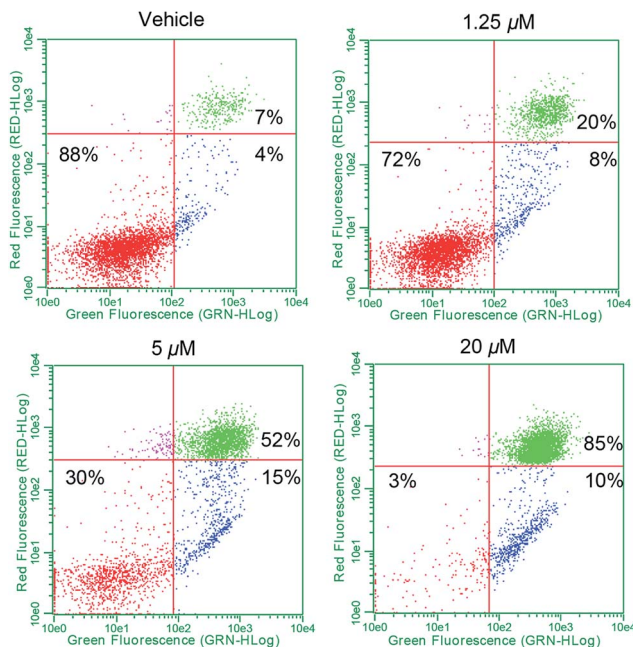 Vehicle
10e4
10e3
10e2
10e1
10e0
Red Fluorescence (RED-HLog)
7%
88%
4%
10e0
10e1
10e2
10e3
10e4
Green Fluorescence (GRN-HLog)
1.25 µM
10e4
10e3
10e2
10e1
10e0
Red Fluorescence (RED-HLog)
20%
72%
8%
10e0
10e1
10e2
10e3
10e4
Green Fluorescence (GRN-HLog)
5 µM
10e4
10e3
10e2
10e1
10e0
Red Fluorescence (RED-HLog)
52%
30%
15%
10e0
10e1
10e2
10e3
10e4
Green Fluorescence (GRN-HLog)
20 µM
10e4
10e3
10e2
10e1
10e0
Red Fluorescence (RED-HLog)
85%
3%
10%
10e0
10e1
10e2
10e3
10e4
Green Fluorescence (GRN-HLog)